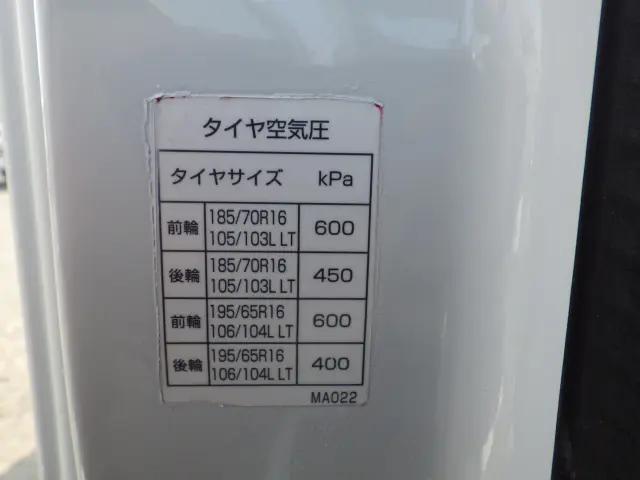 タイヤ空気圧
タイヤサイズ kPa
前輪 185/70R16 105/103L LT 600
後輪 185/70R16 105/103L LT 450
前輪 195/65R16 106/104L LT 600
後輪 195/65R16 106/104L LT 400
MA022